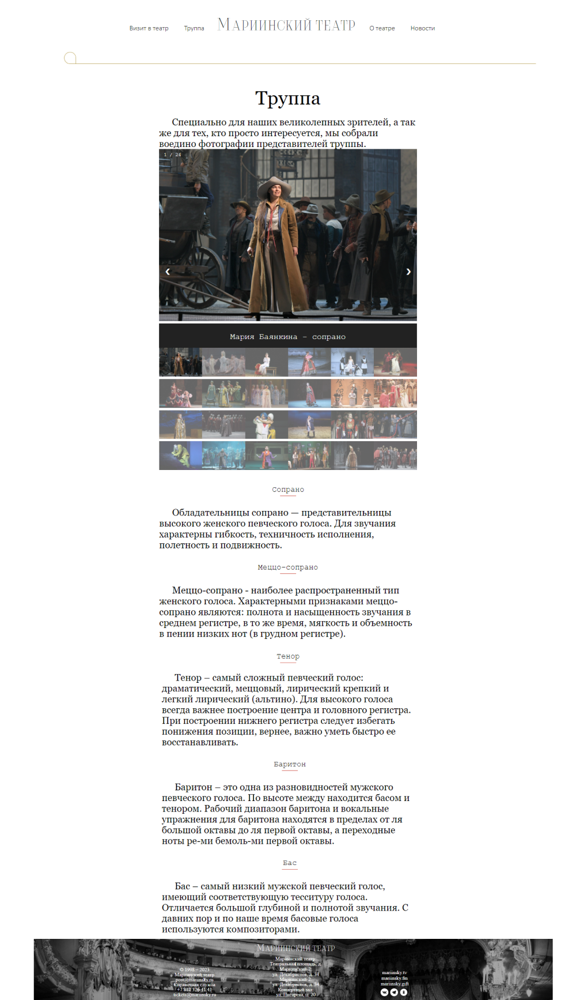 Визит в театр
Труппа
Мариинский театр
О театре
Новости
Труппа
Специально для наших великолепных зрителей, а так
же для тех, кто просто интересуется, мы собрали
воедино фотографии представителей труппы.
1 / 24
❮
❯
Мария Баянкина – сопрано
Сопрано
Обладательницы сопрано — представительницы
высокого женского певческого голоса. Для звучания
характерны гибкость, техничность исполнения,
полетность и подвижность.
Меццо-сопрано
Меццо-сопрано - наиболее распространенный тип
женского голоса. Характерными признаками меццо-
сопрано являются: полнота и насыщенность звучания в
среднем регистре, в то же время, мягкость и объемность
в пении низких нот (в грудном регистре).
Тенор
Тенор – самый сложный певческий голос:
драматический, меццовый, лирический крепкий и
легкий лирический (альтино). Для высокого голоса
всегда важнее построение центра и головного регистра.
При построении нижнего регистра следует избегать
понижения позиции, вернее, важно уметь быстро ее
восстанавливать.
Баритон
Баритон – это одна из разновидностей мужского
певческого голоса. По высоте между находится басом и
тенором. Рабочий диапазон баритона и вокальные
упражнения для баритона находятся в пределах от ля
большой октавы до ля первой октавы, а переходные
ноты ре-ми бемоль-ми первой октавы.
Бас
Бас – самый низкий мужской певческий голос,
имеющий соответствующую тесситуру голоса.
Отличается большой глубиной и полнотой звучания. С
давних пор и по наше время басовые голоса
используются композиторами.
Мариинский театр
© 1998 – 2023
Мариинский театр
post@mariinsky.ru
Справочная служба
+7 812 326 41 41
tickets@mariinsky.ru
Мариинский театр
Театральная площадь, д.
Мариинский-2:
ул. Декабристов, д. 34
Мариинский-2:
ул. Декабристов, д. 34
Концертный зал:
ул. Писарева, д. 20
mariinsky.tv
mariinsky.fm
mariinsky.gift